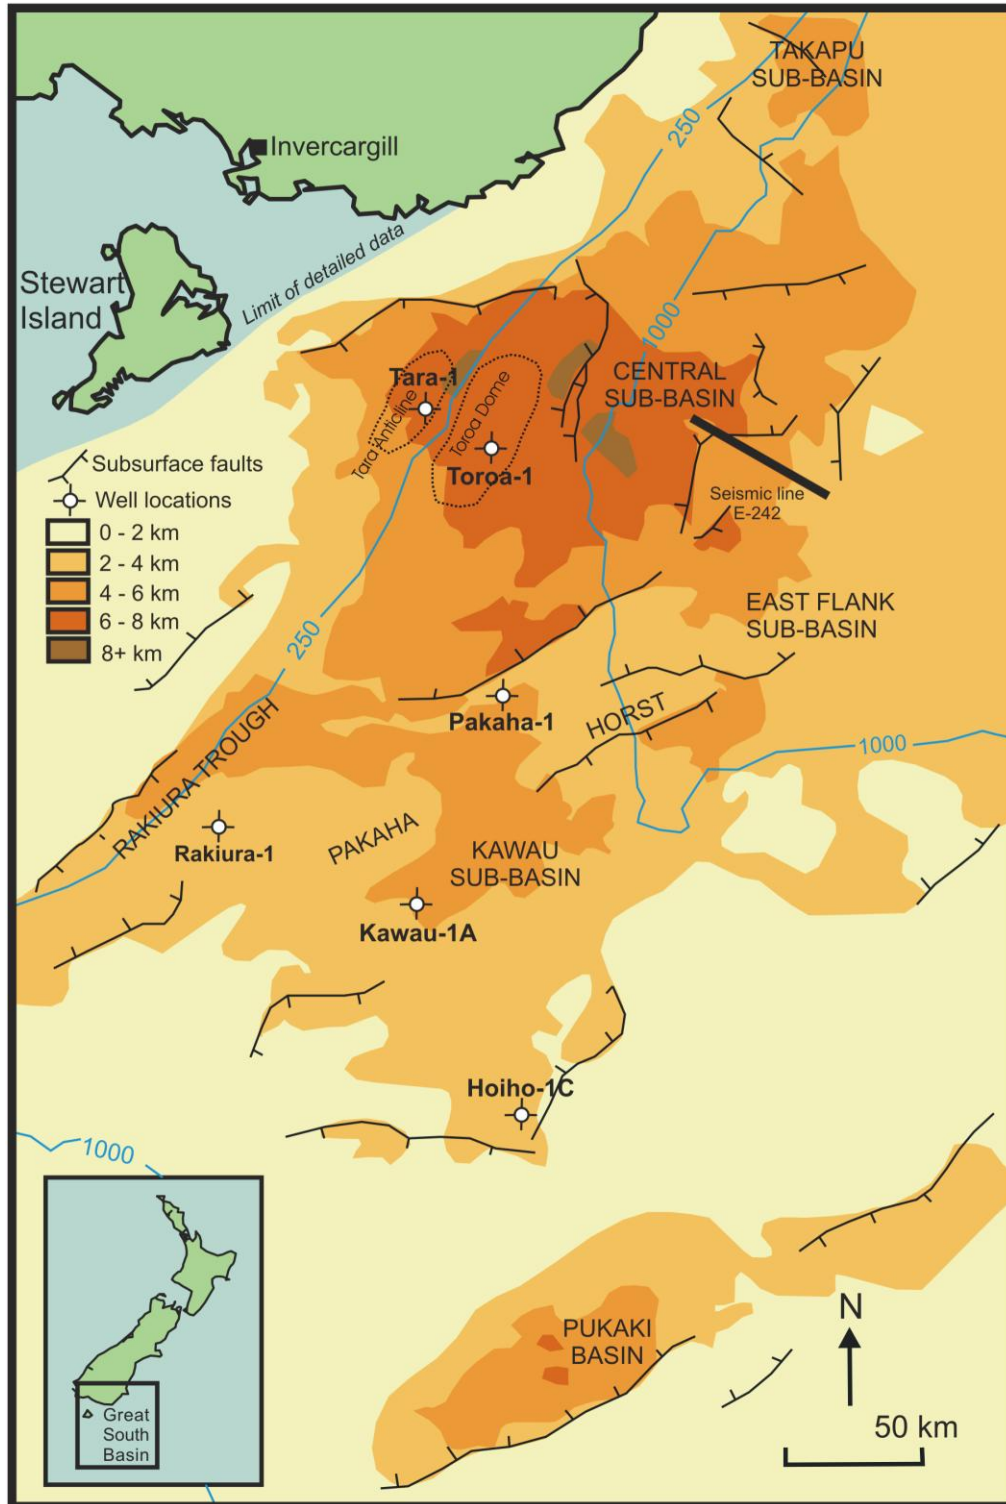 TAKAPU
SUB-BASIN
250
Invercargill
Limit of detailed data
Stewart
Island
1000
Tara-1
Tara Anticline
Toroa Dome
CENTRAL
SUB-BASIN
Toroa-1
Subsurface faults
Well locations
0 - 2 km
2 - 4 km
4 - 6 km
6 - 8 km
8+ km
Seismic line
E-242
EAST FLANK
SUB-BASIN
250
Pakaha-1
HORST
1000
RAKIURA TROUGH
Rakiura-1
PAKAHA
KAWAU
SUB-BASIN
Kawau-1A
Hoiho-1C
1000
Great
South
Basin
PUKAKI
BASIN
N
50 km